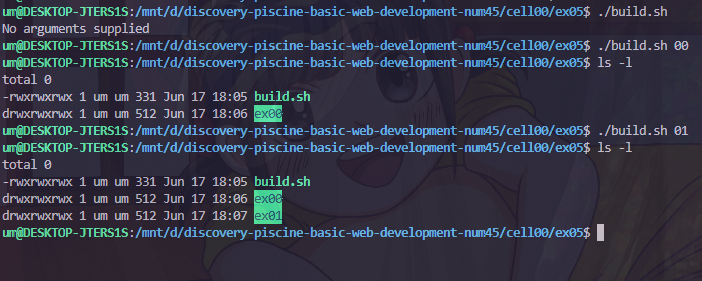 um@DESKTOP-JTERS1S:/mnt/d/discovery-piscine-basic-web-development-num45/cell00/ex05$ ./build.sh
No arguments supplied
um@DESKTOP-JTERS1S:/mnt/d/discovery-piscine-basic-web-development-num45/cell00/ex05$ ./build.sh 00
um@DESKTOP-JTERS1S:/mnt/d/discovery-piscine-basic-web-development-num45/cell00/ex05$ ls -l
total 0
-rwxrwxrwx 1 um um 331 Jun 17 18:05 build.sh
drwxrwxrwx 1 um um 512 Jun 17 18:06 ex00
um@DESKTOP-JTERS1S:/mnt/d/discovery-piscine-basic-web-development-num45/cell00/ex05$ ./build.sh 01
um@DESKTOP-JTERS1S:/mnt/d/discovery-piscine-basic-web-development-num45/cell00/ex05$ ls -l
total 0
-rwxrwxrwx 1 um um 331 Jun 17 18:05 build.sh
drwxrwxrwx 1 um um 512 Jun 17 18:06 ex00
drwxrwxrwx 1 um um 512 Jun 17 18:07 ex01
um@DESKTOP-JTERS1S:/mnt/d/discovery-piscine-basic-web-development-num45/cell00/ex05$